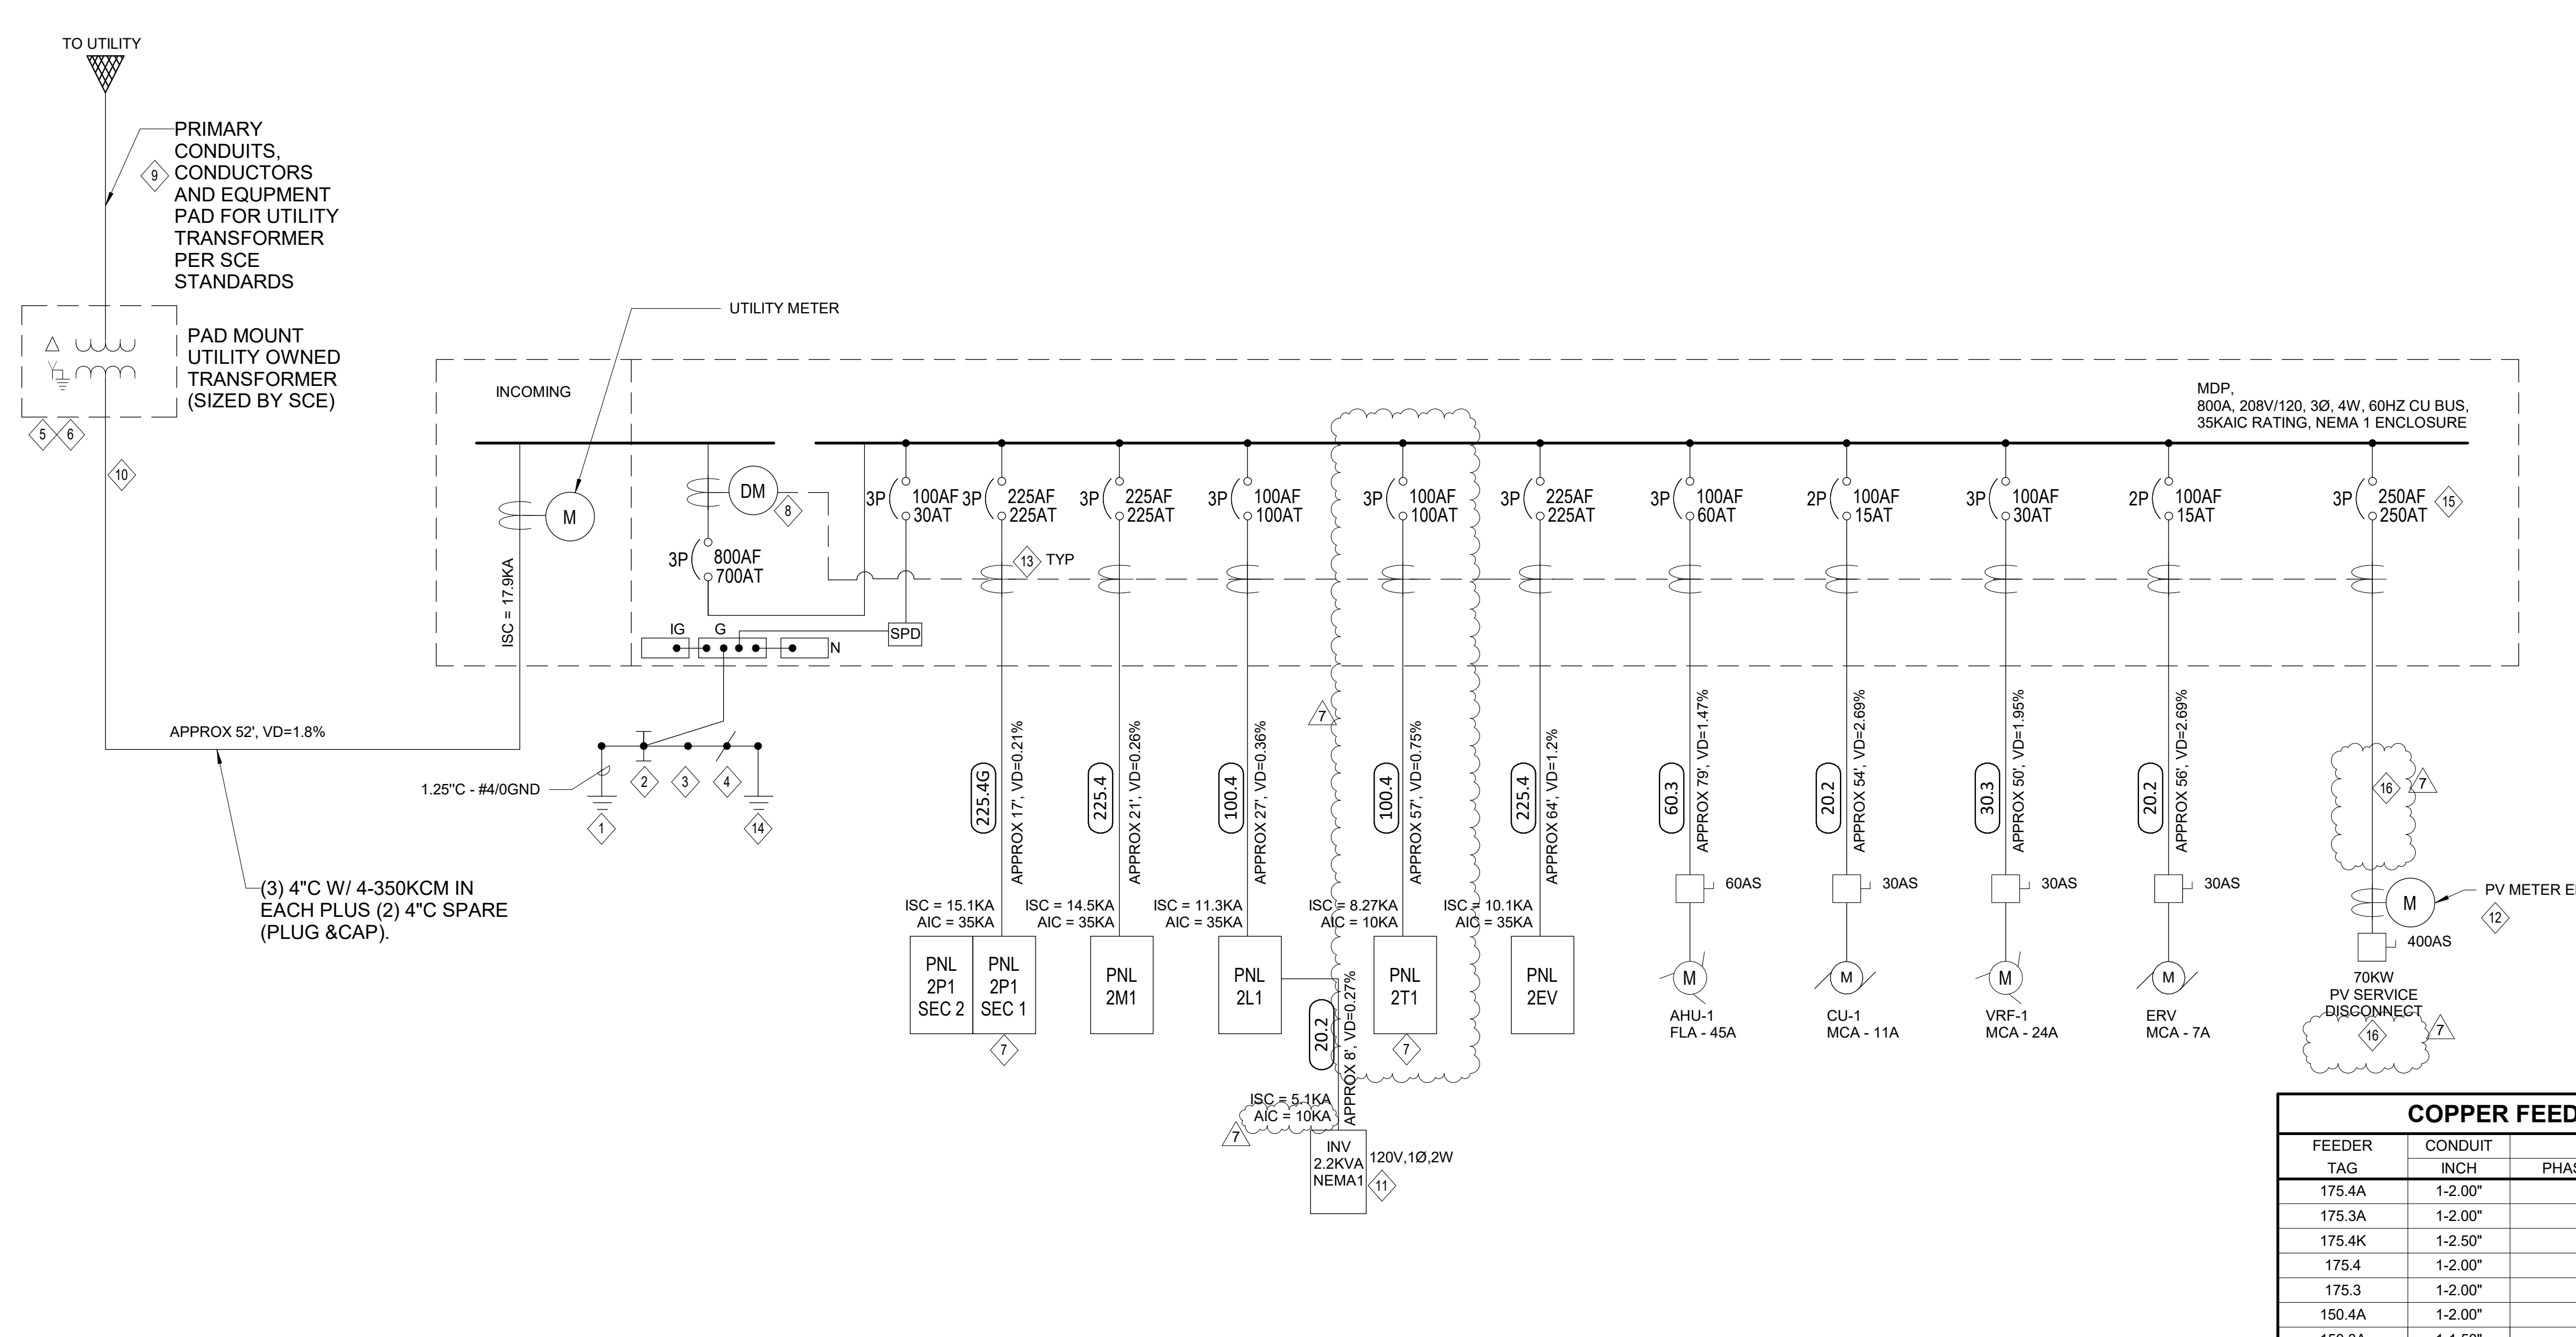 TO UTILITY
PRIMARY
CONDUITS,
9
CONDUCTORS
AND EQUPMENT
PAD FOR UTILITY
TRANSFORMER
PER SCE
STANDARDS
PAD MOUNT
UTILITY OWNED
TRANSFORMER
(SIZED BY SCE)
5 6
10
APPROX 52', VD=1.8%
(3) 4"C W/ 4-350KCM IN
EACH PLUS (2) 4"C SPARE
(PLUG &CAP).
UTILITY METER
INCOMING
M
ISC = 17.9KA
DM
8
3P 800AF
700AT
IG G
N
SPD
1.25"C - #4/0GND
1
2
3
4
14
MDP,
800A, 208V/120, 3Ø, 4W, 60HZ CU BUS,
35KAIC RATING, NEMA 1 ENCLOSURE
3P 100AF
30AT
3P 225AF
225AT
13 TYP
225.4G
APPROX 17', VD=0.21%
ISC = 15.1KA
AIC = 35KA
PNL
2P1
SEC 2
PNL
2P1
SEC 1
7
3P 225AF
225AT
225.4
APPROX 21', VD=0.26%
ISC = 14.5KA
AIC = 35KA
PNL
2M1
3P 100AF
100AT
100.4
APPROX 27', VD=0.36%
ISC = 11.3KA
AIC = 35KA
PNL
2L1
20.2
APPROX 8', VD=0.27%
ISC = 5.1KA
AIC = 10KA
7
INV
2.2KVA
NEMA1
120V,1Ø,2W
11
3P 100AF
100AT
7
100.4
APPROX 57', VD=0.75%
ISC = 8.27KA
AIC = 10KA
PNL
2T1
7
3P 225AF
225AT
225.4
APPROX 64', VD=1.2%
ISC = 10.1KA
AIC = 35KA
PNL
2EV
3P 100AF
60AT
60.3
APPROX 79', VD=1.47%
60AS
M
AHU-1
FLA - 45A
2P 100AF
15AT
20.2
APPROX 54', VD=2.69%
30AS
M
CU-1
MCA - 11A
3P 100AF
30AT
30.3
APPROX 50', VD=1.95%
30AS
M
VRF-1
MCA - 24A
2P 100AF
15AT
20.2
APPROX 56', VD=2.69%
30AS
M
ERV
MCA - 7A
3P 250AF
250AT
15
16
7
M
PV METER E
12
400AS
70KW
PV SERVICE
DISCONNECT
16
7
COPPER FEED
FEEDER CONDUIT
TAG INCH PHAS
175.4A 1-2.00"
175.3A 1-2.00"
175.4K 1-2.50"
175.4 1-2.00"
175.3 1-2.00"
150.4A 1-2.00"